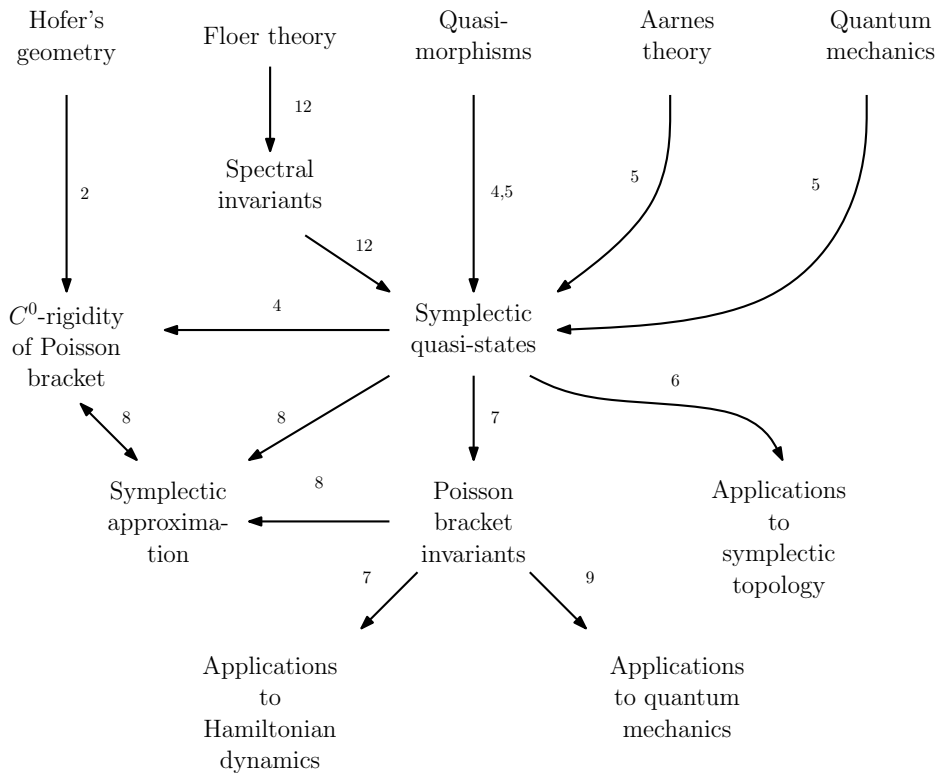 Hofer's
geometry
Floer theory
Quasi-
morphisms
Aarnes
theory
Quantum
mechanics
12
Spectral
invariants
2
4,5
5
5
12
C⁰-rigidity
of Poisson
bracket
4
Symplectic
quasi-states
8
8
7
6
Symplectic
approxima-
tion
8
Poisson
bracket
invariants
Applications
to
symplectic
topology
7
9
Applications
to
Hamiltonian
dynamics
Applications
to quantum
mechanics